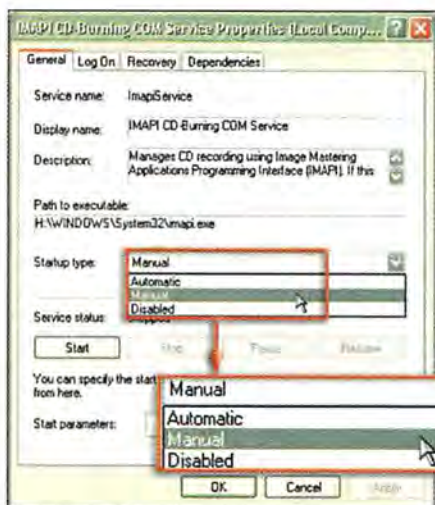 IMAPI CD-Burning COM Service Properties (Local Comp...
General Log On Recovery Dependencies
Service name: ImapiService
Display name: IMAPI CD-Burning COM Service
Description: Manages CD recording using Image Mastering
Applications Programming Interface (IMAPI). If this
Path to executable:
H:\WINDOWS\System32\imapi.exe
Startup type: Manual
Automatic
Manual
Disabled
Service status:
Start Stop Pause Resume
You can specify the start
from here.
Start parameters:
Manual
Automatic
Manual
Disabled
OK Cancel Apply